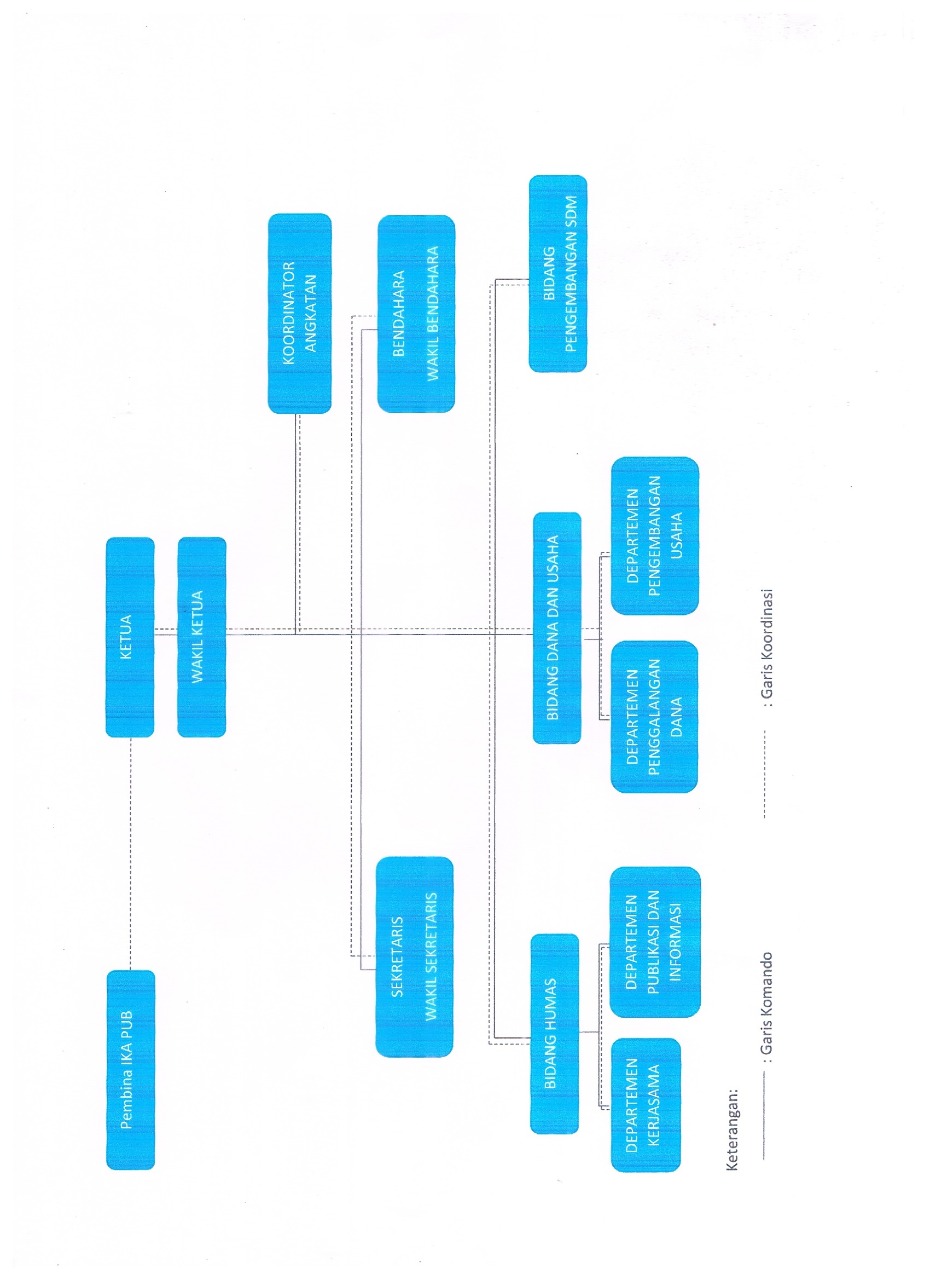 Pembina IKA PUB
KETUA
WAKIL KETUA
KOORDINATOR
ANGKATAN
SEKRETARIS
WAKIL SEKRETARIS
BENDAHARA
WAKIL BENDAHARA
BIDANG HUMAS
BIDANG DANA DAN USAHA
BIDANG
PENGEMBANGAN SDM
DEPARTEMEN
KERJASAMA
DEPARTEMEN
PUBLIKASI DAN
INFORMASI
DEPARTEMEN
PENGGALANGAN
DANA
DEPARTEMEN
PENGEMBANGAN
USAHA
Keterangan:
: Garis Komando
: Garis Koordinasi